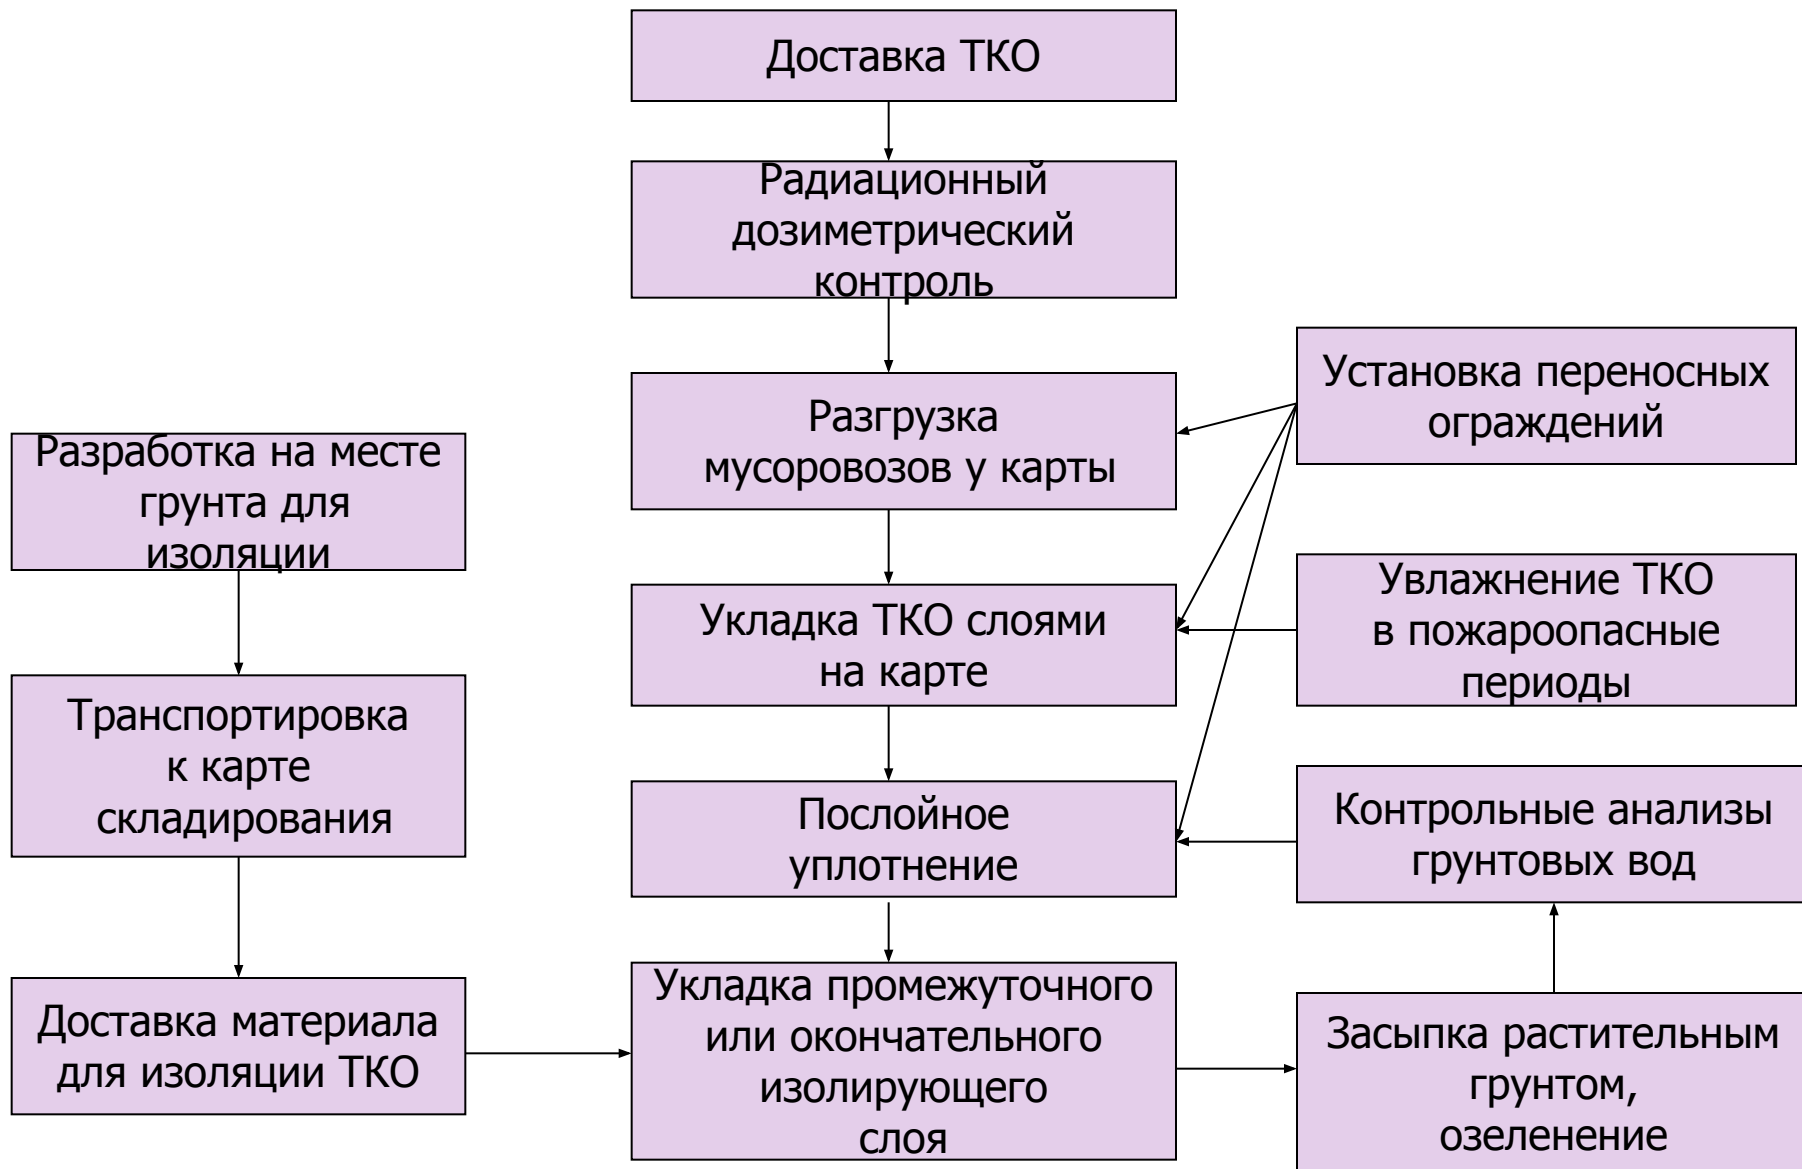 Доставка ТКО
Радиационный
дозиметрический
контроль
Разгрузка
мусоровозов у карты
Установка переносных
ограждений
Разработка на месте
грунта для
изоляции
Укладка ТКО слоями
на карте
Увлажнение ТКО
в пожароопасные
периоды
Транспортировка
к карте
складирования
Послойное
уплотнение
Контрольные анализы
грунтовых вод
Доставка материала
для изоляции ТКО
Укладка промежуточного
или окончательного
изолирующего
слоя
Засыпка растительным
грунтом,
озеленение